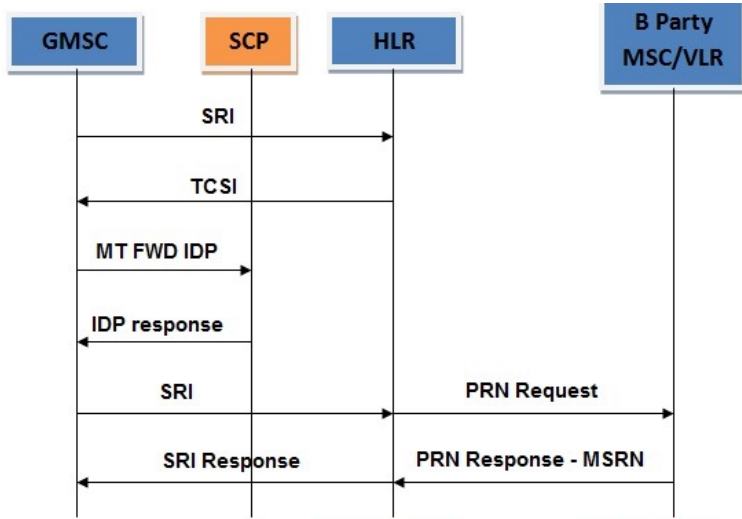 GMSC
SCP
HLR
B Party
MSC/VLR
SRI
TCSI
MT FWD IDP
IDP response
SRI
PRN Request
SRI Response
PRN Response - MSRN